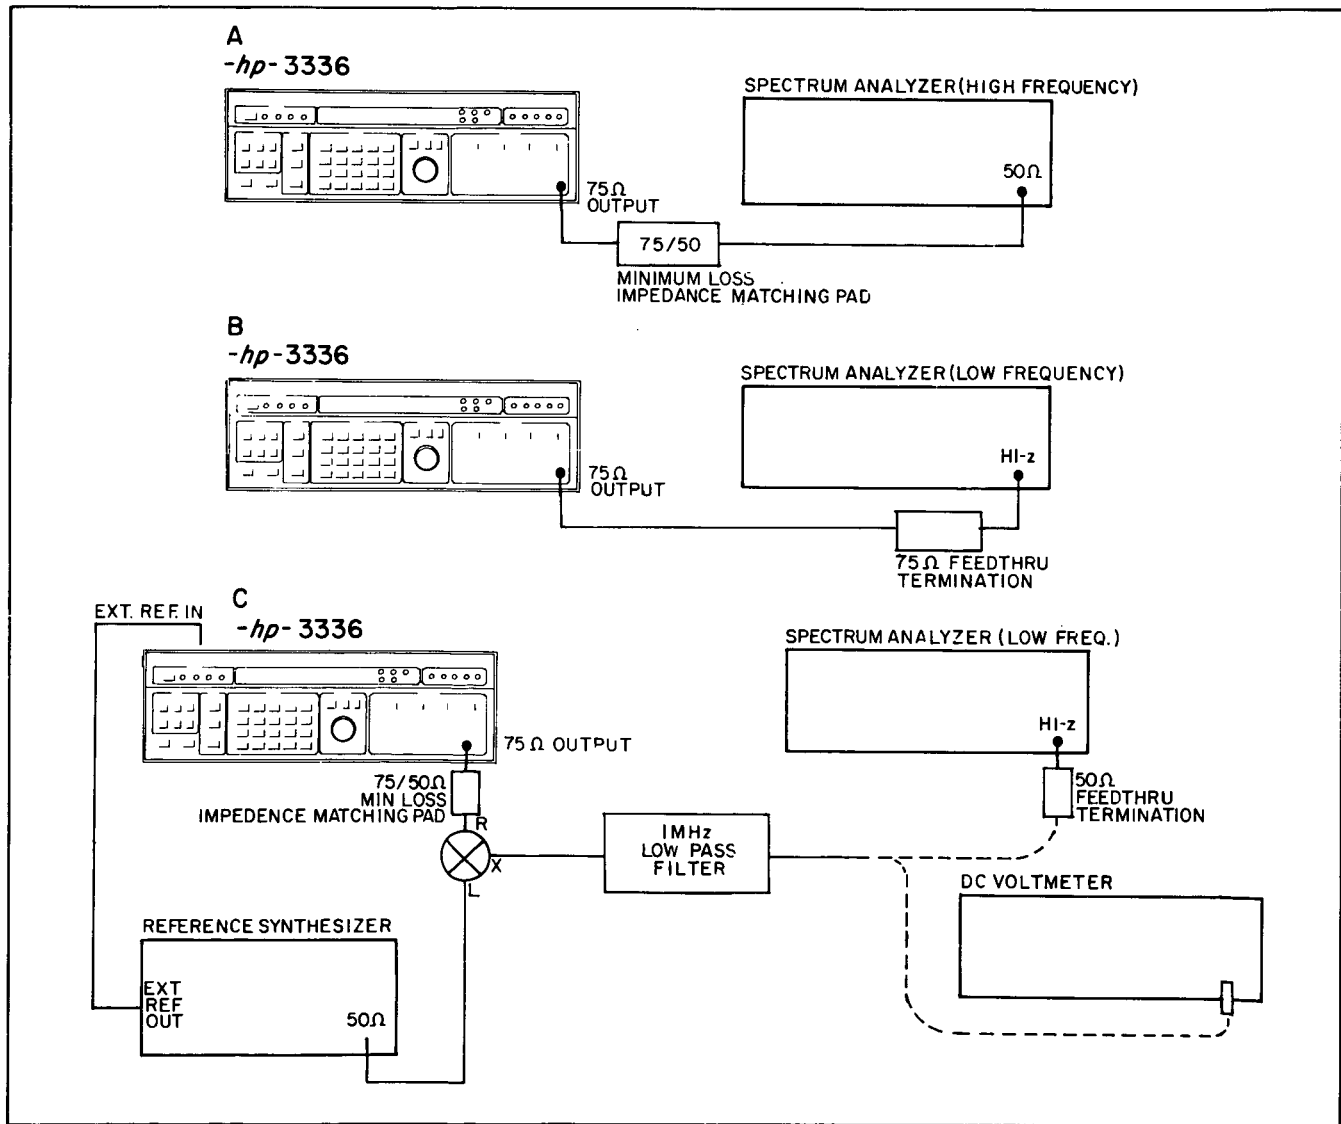 A
-hp-3336
SPECTRUM ANALYZER(HIGH FREQUENCY)
50Ω
75Ω
OUTPUT
75/50
MINIMUM LOSS
IMPEDANCE MATCHING PAD
B
-hp-3336
SPECTRUM ANALYZER(LOW FREQUENCY)
HI-z
75Ω
OUTPUT
75Ω FEEDTHRU
TERMINATION
C
EXT. REF. IN
-hp-3336
SPECTRUM ANALYZER (LOW FREQ.)
HI-z
75Ω OUTPUT
75/50Ω
MIN LOSS
IMPEDENCE MATCHING PAD
50Ω
FEEDTHRU
TERMINATION
R
X
L
1MHz
LOW PASS
FILTER
DC VOLTMETER
REFERENCE SYNTHESIZER
EXT
REF
OUT
50Ω